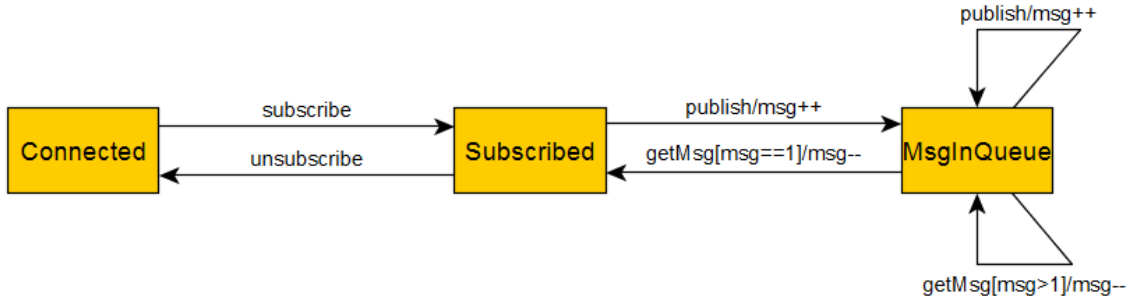 publish/msg++
subscribe
publish/msg++
Connected
Subscribed
MsgInQueue
unsubscribe
getMsg[msg==1]/msg--
getMsg[msg>1]/msg--